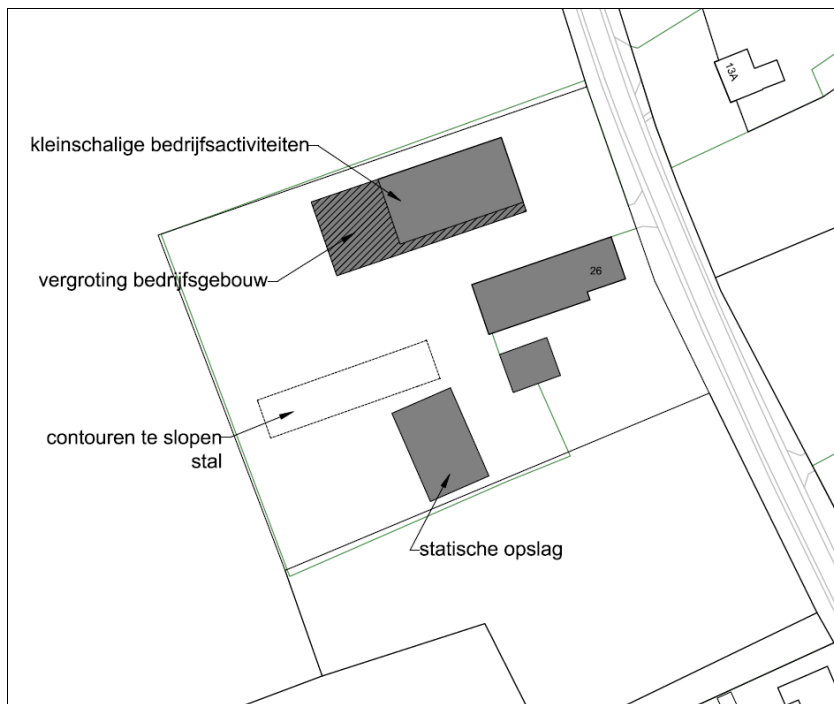 13A
kleinschalige bedrijfsactiviteiten
vergroting bedrijfsgebouw
26
contouren te slopen
stal
statische opslag